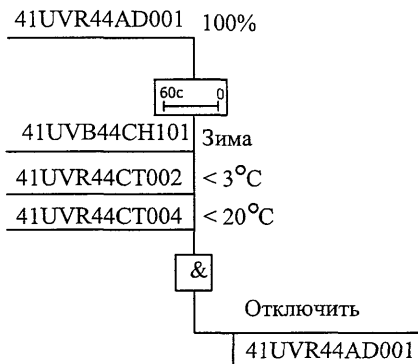 41UVR44AD001 100%
60с 0
41UVB44CH101 Зима
41UVR44CT002 < 3°C
41UVR44CT004 < 20°C
&
Отключить
41UVR44AD001